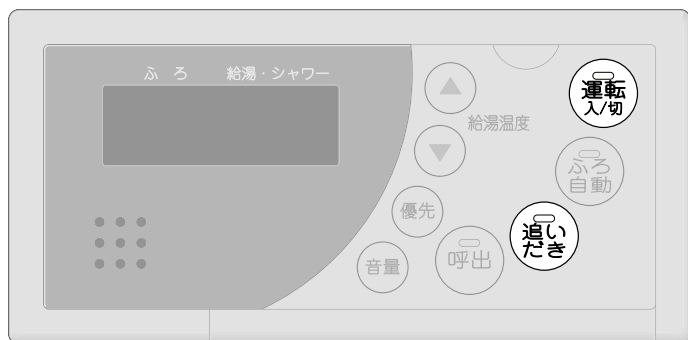 ふろ 給湯・シャワー
運転
入/切
給湯温度
ふろ
自動
優先
追い
だき
音量
呼出